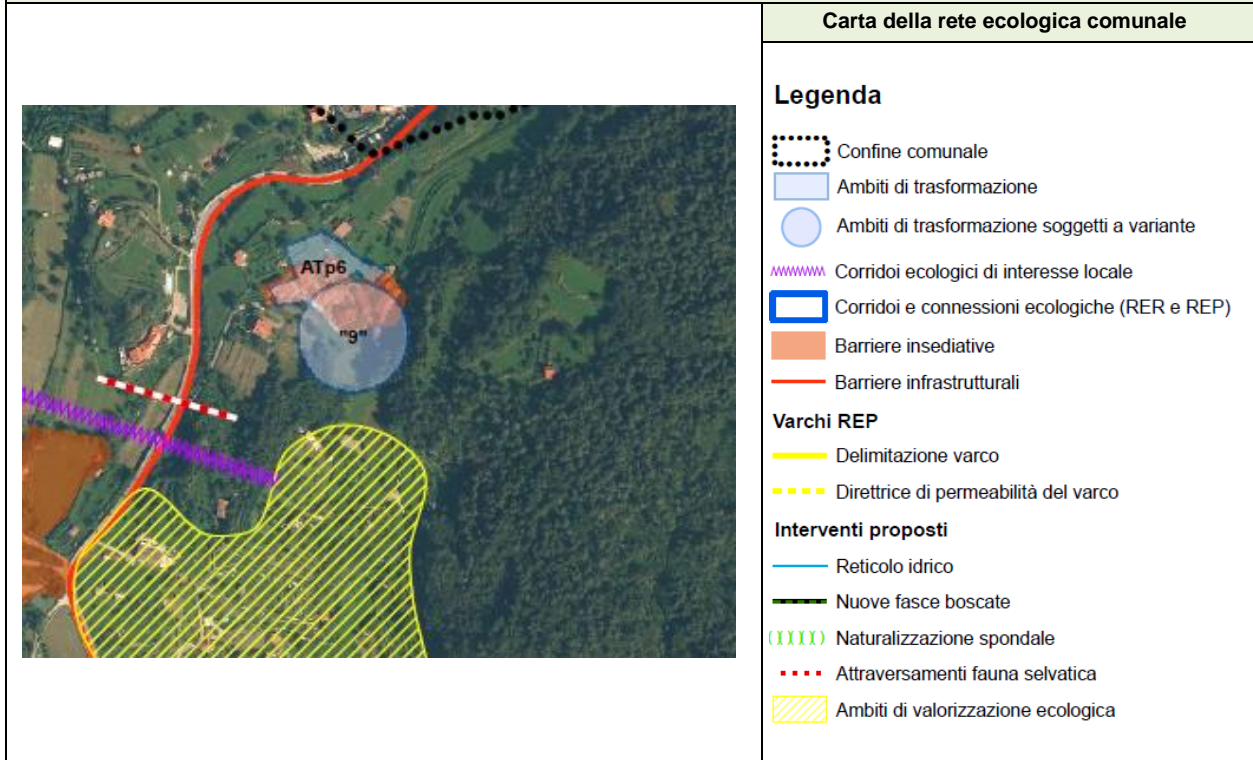 Carta della rete ecologica comunale
ATp6
"9"
Legenda
Confine comunale
Ambiti di trasformazione
Ambiti di trasformazione soggetti a variante
Corridoi ecologici di interesse locale
Corridoi e connessioni ecologiche (RER e REP)
Barriere insediative
Barriere infrastrutturali
Varchi REP
Delimitazione varco
Direttrice di permeabilità del varco
Interventi proposti
Reticolo idrico
Nuove fasce boscate
Naturalizzazione spondale
Attraversamenti fauna selvatica
Ambiti di valorizzazione ecologica